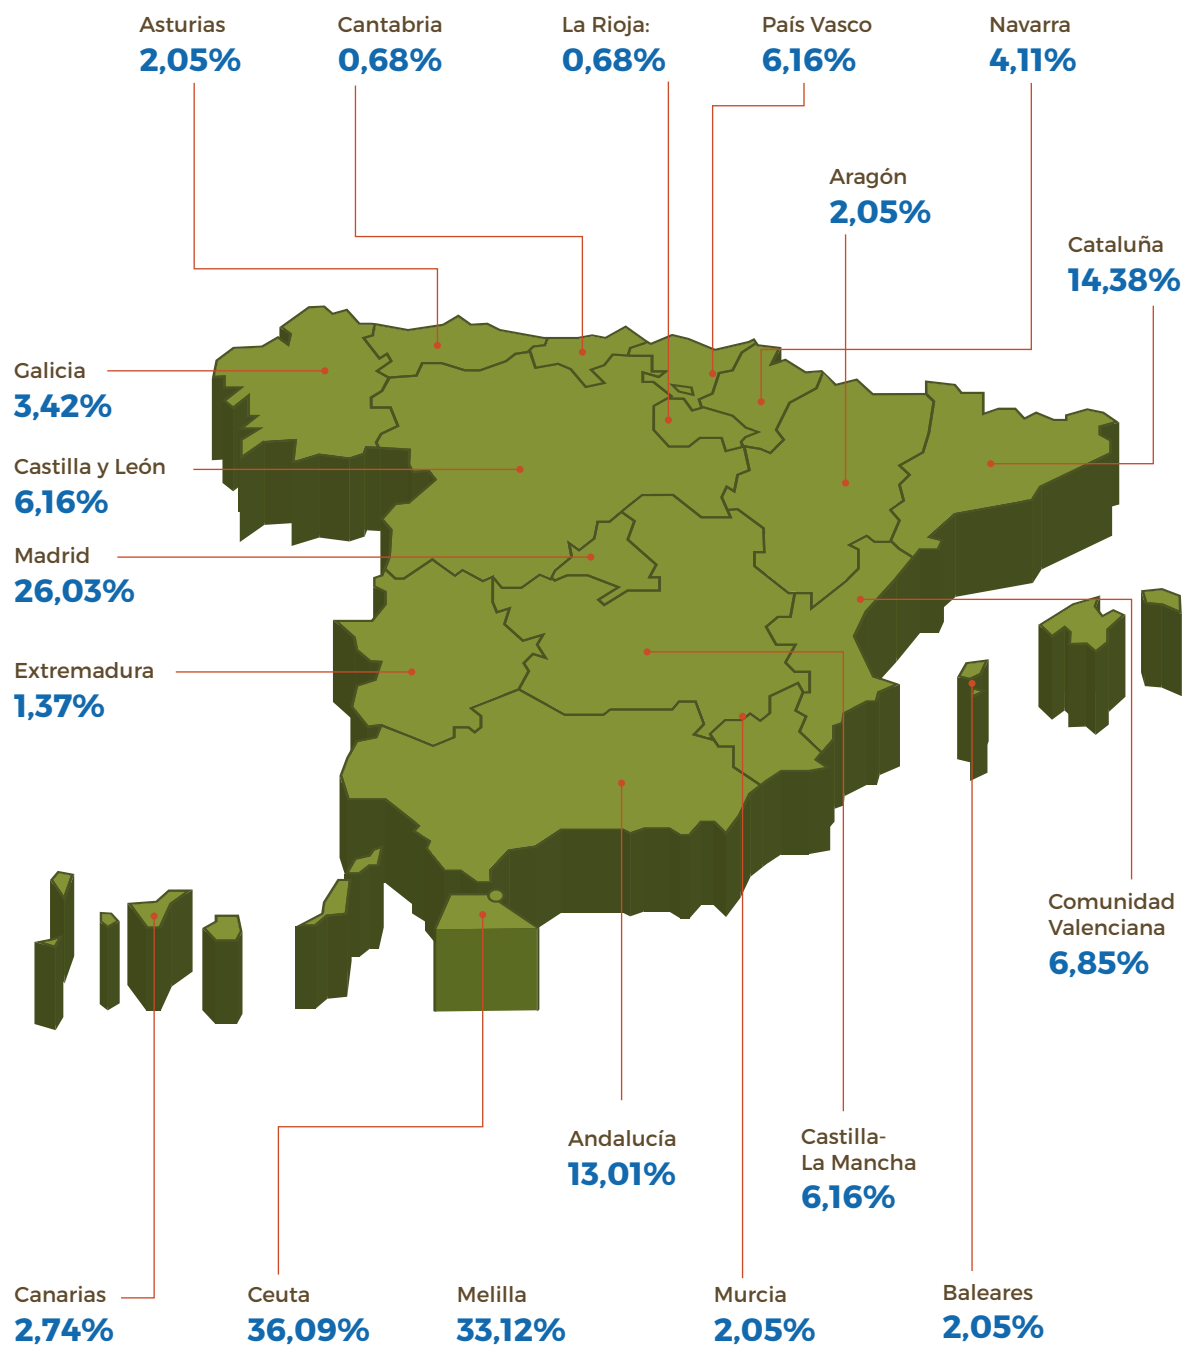 Asturias
2,05%
Cantabria
0,68%
La Rioja:
0,68%
País Vasco
6,16%
Navarra
4,11%
Aragón
2,05%
Cataluña
14,38%
Galicia
3,42%
Castilla y León
6,16%
Madrid
26,03%
Extremadura
1,37%
Comunidad
Valenciana
6,85%
Andalucía
13,01%
Castilla-
La Mancha
6,16%
Canarias
2,74%
Ceuta
36,09%
Melilla
33,12%
Murcia
2,05%
Baleares
2,05%